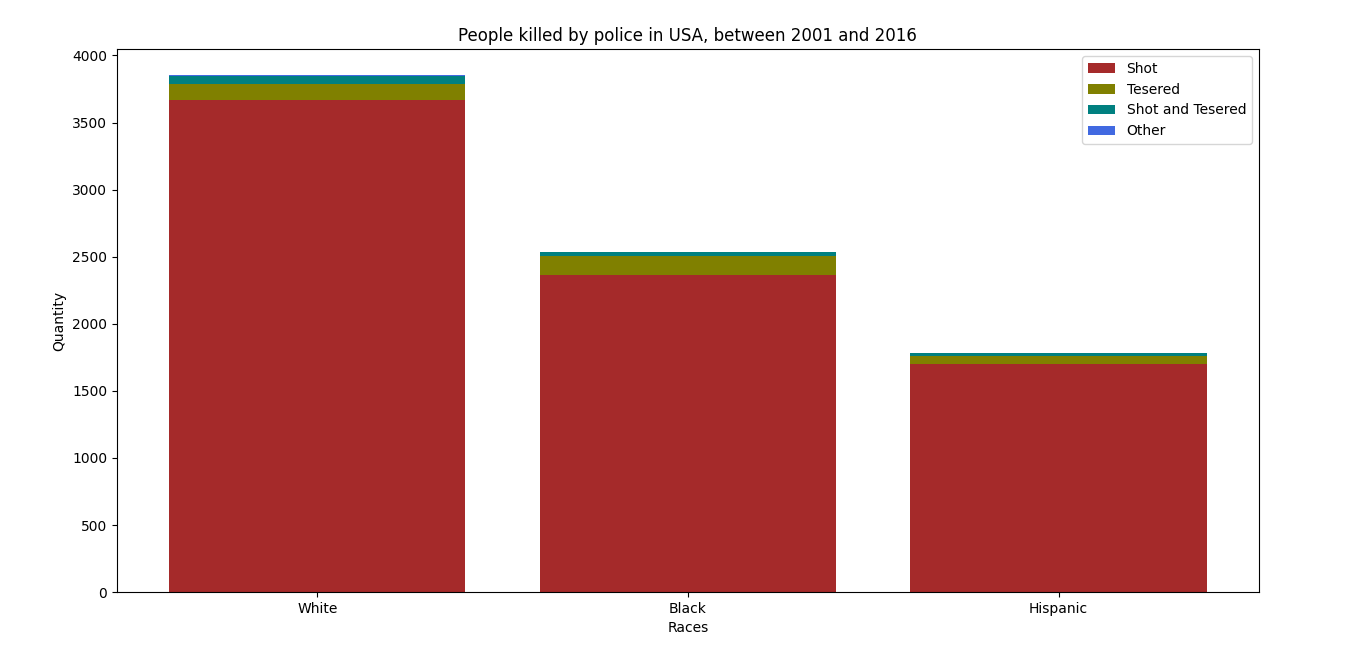 People killed by police in USA, between 2001 and 2016
4000
3500
3000
2500
2000
1500
1000
500
0
Quantity
Shot
Tesered
Shot and Tesered
Other
White
Black
Hispanic
Races